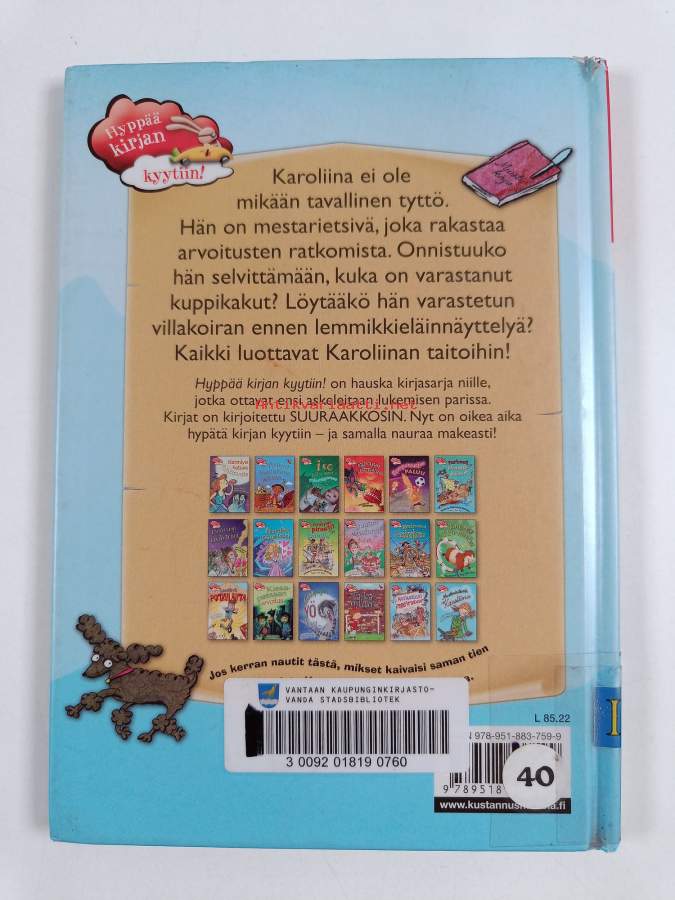 Hyppää
kirjan
kyytiin!
Karoliina ei ole
mikään tavallinen tyttö.
Hän on mestarietsivä, joka rakastaa
arvoitusten ratkomista. Onnistuuko
hän selvittämään, kuka on varastanut
kuppikakut? Löytääkö hän varastetun
villakoiran ennen lemmikkieläinnäyttelyä?
Kaikki luottavat Karoliinan taitoihin!
Hyppää kirjan kyytiin! on hauska kirjasarja niille,
jotka ottavat ensi askeleitaan lukemisen parissa.
Antikvariaatti.net
Kirjat on kirjoitettu SUURAAKKOSIN. Nyt on oikea aika
hypätä kirjan kyytiin – ja samalla nauraa makeasti!
Jos kerran nautit tästä, mikset kaivaisi saman tien
VANTAAN KAUPUNGINKIRJASTO-
VANDA STADSBIBLIOTEK
3 0092 01819 0760
L 85.22
978-951-883-759-9
40
9 789518
www.kustannus